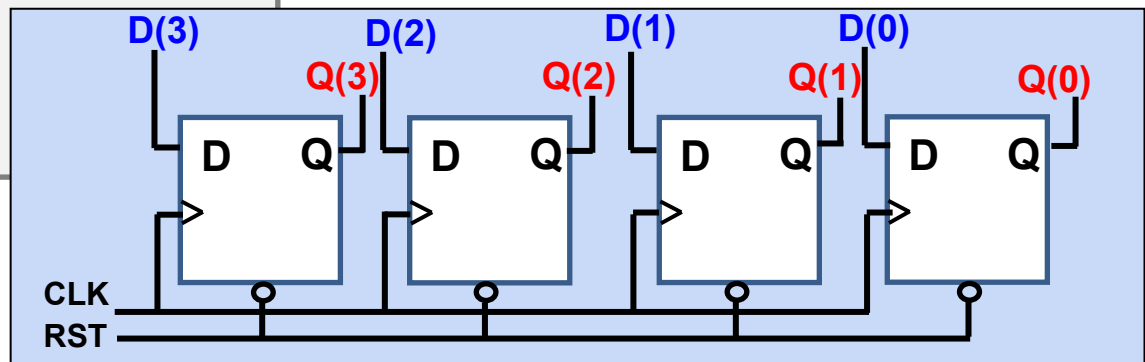 D(3) D(2) D(1) D(0)
Q(3) Q(2) Q(1) Q(0)
D Q D Q D Q D Q
CLK
RST